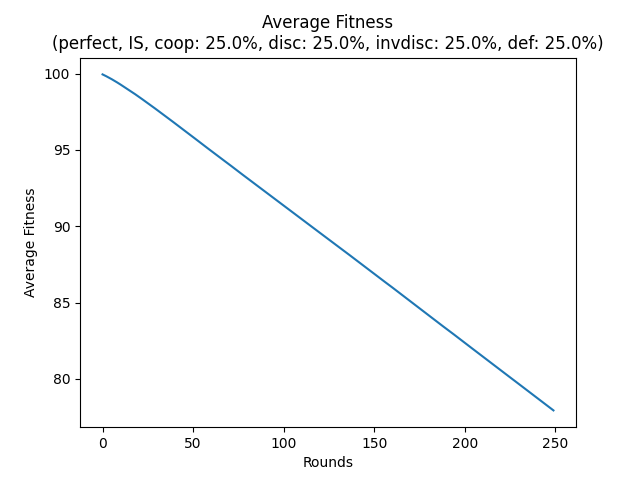 Average Fitness
(perfect, IS, coop: 25.0%, disc: 25.0%, invdisc: 25.0%, def: 25.0%)
Average Fitness
100
95
90
85
80
0 50 100 150 200 250
Rounds